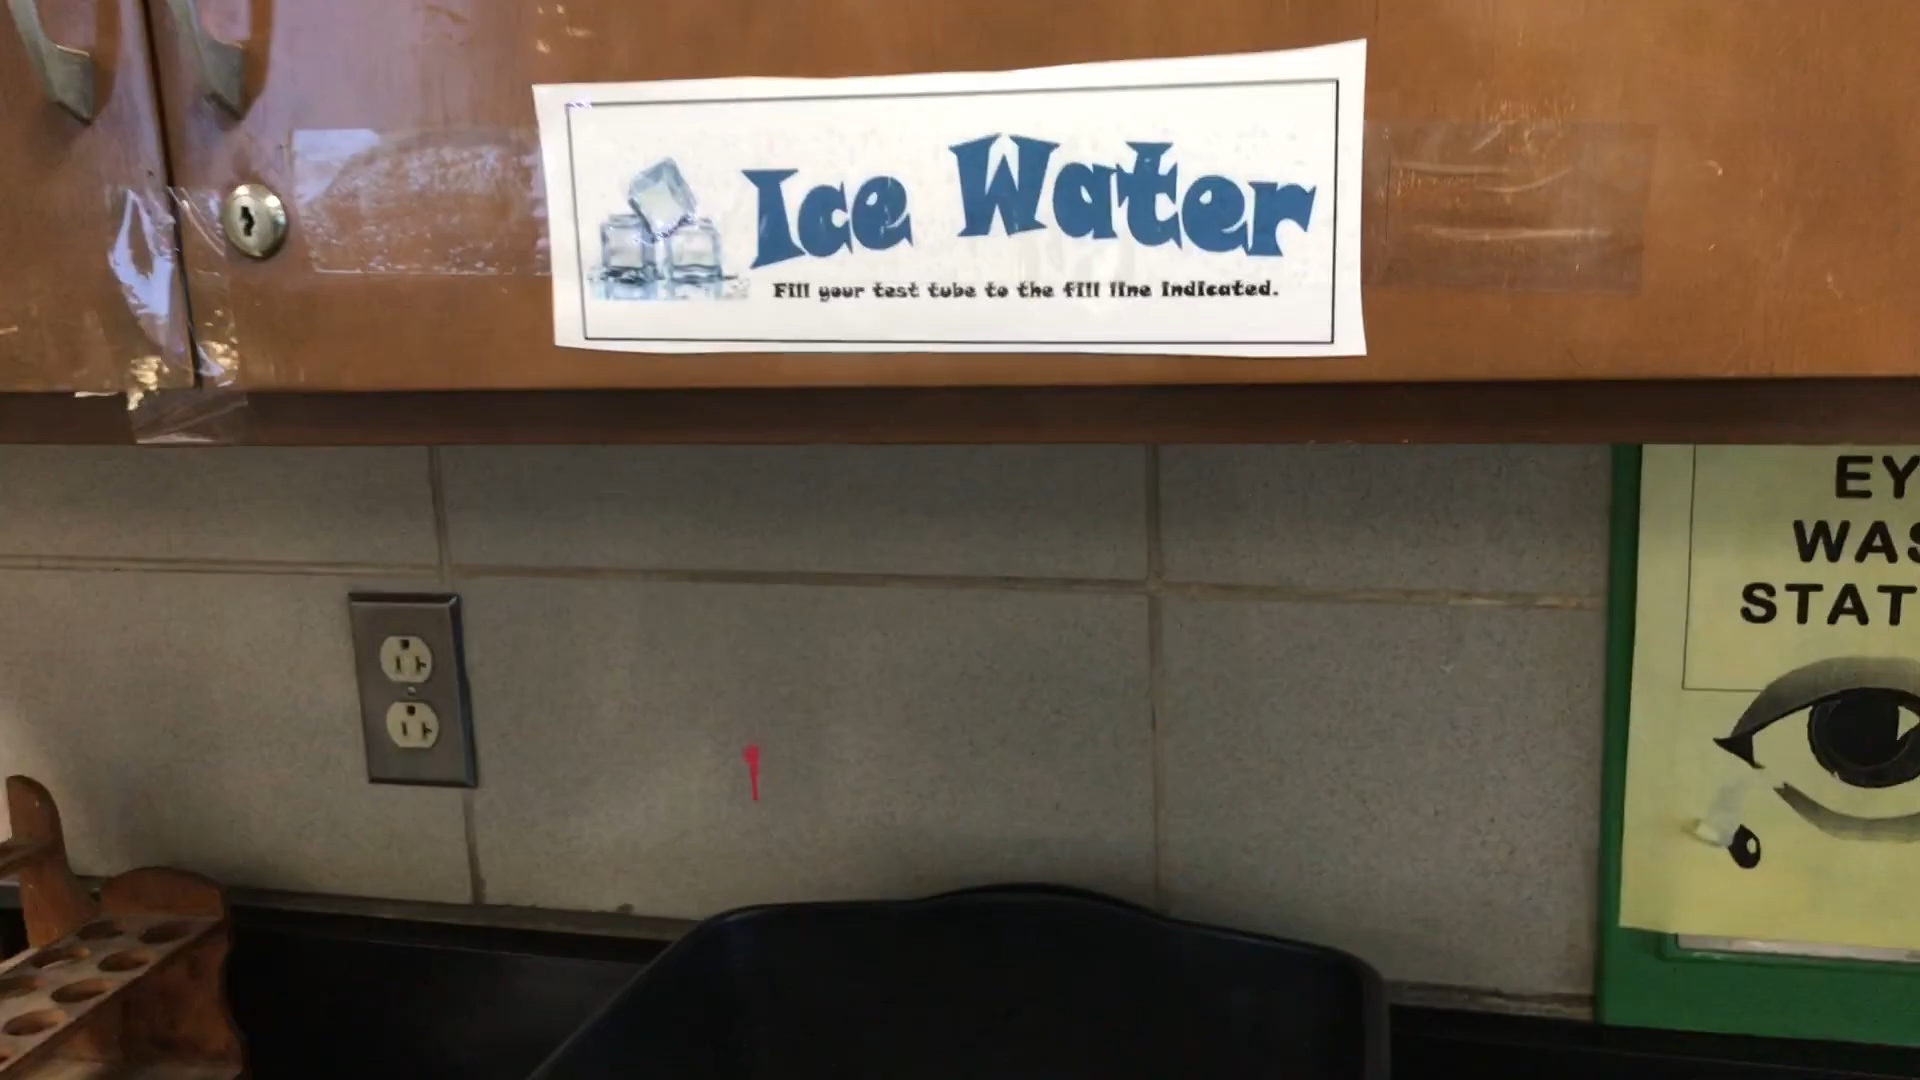 Ice Water
Fill your test tube to the fill line indicated.
EY
WAS
STAT